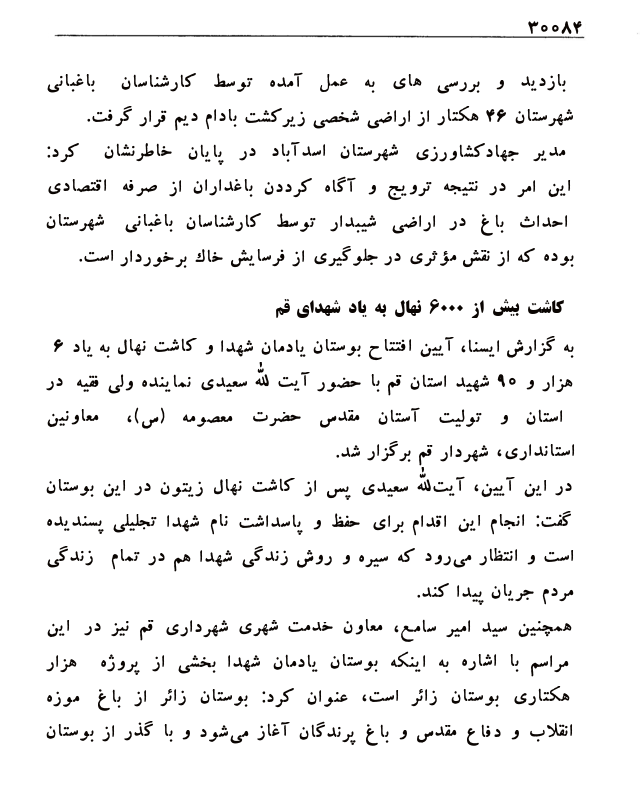 ۳۰۰۸۴
بازدید و بررسی های به عمل آمده توسط کارشناسان باغبانی
شهرستان ۴۶ هکتار از اراضی شخصی زیرکشت بادام دیم قرار گرفت.
مدیر جهادکشاورزی شهرستان اسدآباد در پایان خاطرنشان کرد:
این امر در نتیجه ترویج و آگاه کرددن باغداران از صرفه اقتصادی
احداث باغ در اراضی شیبدار توسط کارشناسان باغبانی شهرستان
بوده که از نقش مؤثری در جلوگیری از فرسایش خاك برخوردار است.
کاشت بیش از ۶۰۰۰ نهال به یاد شهدای قم
به گزارش ایسنا، آیین افتتاح بوستان یادمان شهدا و کاشت نهال به یاد ۶
هزار و ۹۰ شهید استان قم با حضور آیت الله سعیدی نماینده ولی فقیه در
استان و تولیت آستان مقدس حضرت معصومه (س)، معاونین
استانداری، شهردار قم برگزار شد.
در این آیین، آیت‌الله سعیدی پس از کاشت نهال زیتون در این بوستان
گفت: انجام این اقدام برای حفظ و پاسداشت نام شهدا تجلیلی پسندیده
است و انتظار می‌رود که سیره و روش زندگی شهدا هم در تمام زندگی
مردم جریان پیدا کند.
همچنین سید امیر سامع، معاون خدمت شهری شهرداری قم نیز در این
مراسم با اشاره به اینکه بوستان یادمان شهدا بخشی از پروژه هزار
هکتاری بوستان زائر است، عنوان کرد: بوستان زائر از باغ موزه
انقلاب و دفاع مقدس و باغ پرندگان آغاز می‌شود و با گذر از بوستان